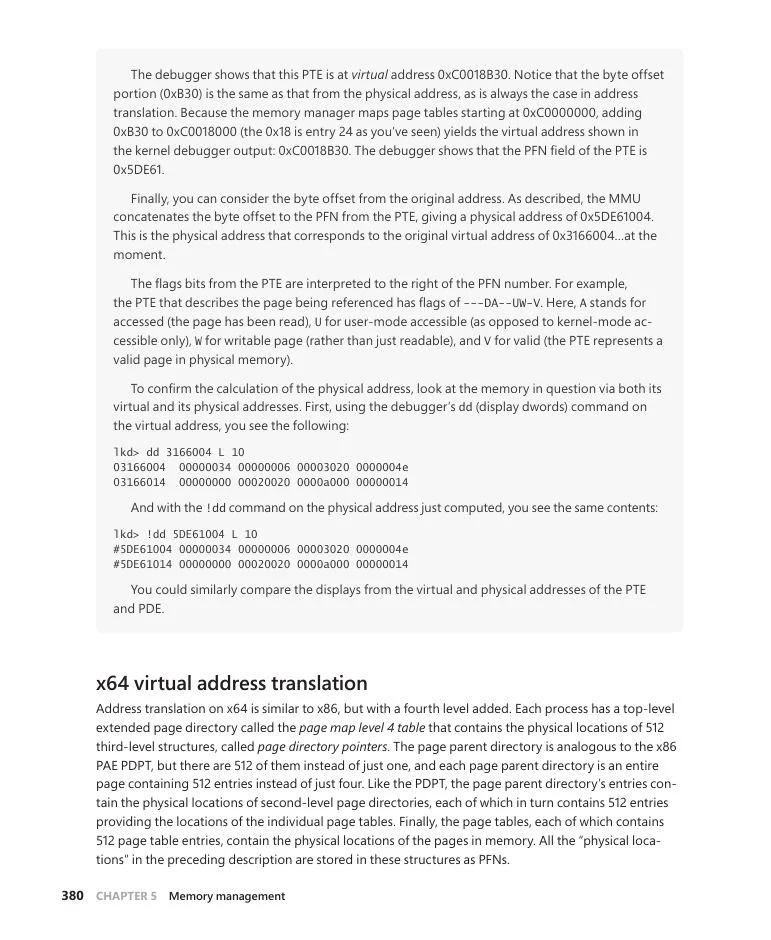 The debugger shows that this PTE is at virtual address 0xC0018B30. Notice that the byte offset
portion (0xB30) is the same as that from the physical address, as is always the case in address
translation. Because the memory manager maps page tables starting at 0xC0000000, adding
0xB30 to 0xC0018000 (the 0x18 is entry 24 as you’ve seen) yields the virtual address shown in
the kernel debugger output: 0xC0018B30. The debugger shows that the PFN field of the PTE is
0x5DE61.
Finally, you can consider the byte offset from the original address. As described, the MMU
concatenates the byte offset to the PFN from the PTE, giving a physical address of 0x5DE61004.
This is the physical address that corresponds to the original virtual address of 0x3166004…at the
moment.
The flags bits from the PTE are interpreted to the right of the PFN number. For example,
the PTE that describes the page being referenced has flags of ---DA--UW-V. Here, A stands for
accessed (the page has been read), U for user-mode accessible (as opposed to kernel-mode ac-
cessible only), W for writable page (rather than just readable), and V for valid (the PTE represents a
valid page in physical memory).
To confirm the calculation of the physical address, look at the memory in question via both its
virtual and its physical addresses. First, using the debugger’s dd (display dwords) command on
the virtual address, you see the following:
lkd> dd 3166004 L 10
03166004  00000034 00000006 00003020 0000004e
03166014  00000000 00020020 0000a000 00000014
And with the !dd command on the physical address just computed, you see the same contents:
lkd> !dd 5DE61004 L 10
#5DE61004 00000034 00000006 00003020 0000004e
#5DE61014 00000000 00020020 0000a000 00000014
You could similarly compare the displays from the virtual and physical addresses of the PTE
and PDE.
x64 virtual address translation
Address translation on x64 is similar to x86, but with a fourth level added. Each process has a top-level
extended page directory called the page map level 4 table that contains the physical locations of 512
third-level structures, called page directory pointers. The page parent directory is analogous to the x86
PAE PDPT, but there are 512 of them instead of just one, and each page parent directory is an entire
page containing 512 entries instead of just four. Like the PDPT, the page parent directory’s entries con-
tain the physical locations of second-level page directories, each of which in turn contains 512 entries
providing the locations of the individual page tables. Finally, the page tables, each of which contains
512 page table entries, contain the physical locations of the pages in memory. All the “physical loca-
tions” in the preceding description are stored in these structures as PFNs.
380 CHAPTER 5 Memory management